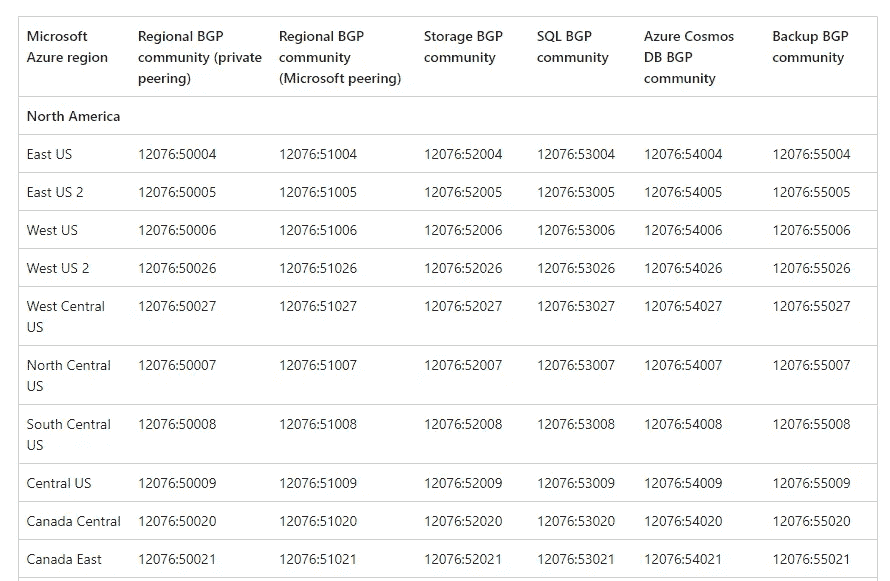 Microsoft Azure region	Regional BGP community (private peering)	Regional BGP community (Microsoft peering)	Storage BGP community	SQL BGP community	Azure Cosmos DB BGP community	Backup BGP community
North America
East US	12076:50004	12076:51004	12076:52004	12076:53004	12076:54004	12076:55004
East US 2	12076:50005	12076:51005	12076:52005	12076:53005	12076:54005	12076:55005
West US	12076:50006	12076:51006	12076:52006	12076:53006	12076:54006	12076:55006
West US 2	12076:50026	12076:51026	12076:52026	12076:53026	12076:54026	12076:55026
West Central US	12076:50027	12076:51027	12076:52027	12076:53027	12076:54027	12076:55027
North Central US	12076:50007	12076:51007	12076:52007	12076:53007	12076:54007	12076:55007
South Central US	12076:50008	12076:51008	12076:52008	12076:53008	12076:54008	12076:55008
Central US	12076:50009	12076:51009	12076:52009	12076:53009	12076:54009	12076:55009
Canada Central	12076:50020	12076:51020	12076:52020	12076:53020	12076:54020	12076:55020
Canada East	12076:50021	12076:51021	12076:52021	12076:53021	12076:54021	12076:55021